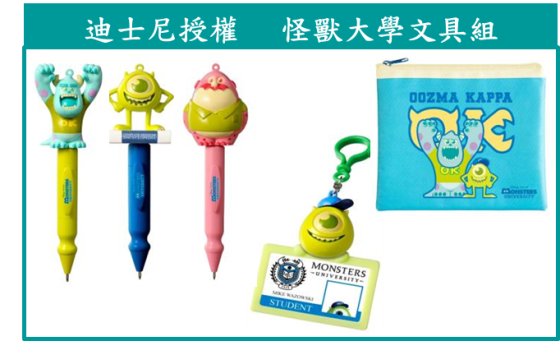 迪士尼授權 怪獸大學文具組
OOZMA KAPPA
OK
MONSTERS
UNIVERSITY
MONSTERS
UNIVERSITY
MIKE WAZOWSKI
STUDENT